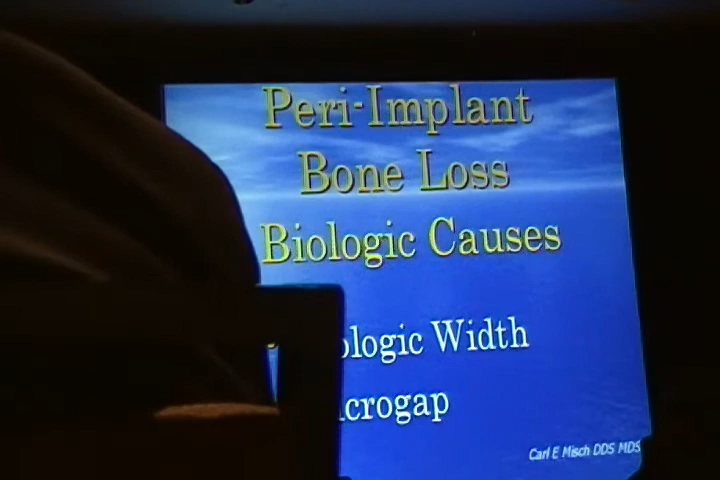 Peri-Implant
Bone Loss
Biologic Causes
ologic Width
crogap
Carl E Misch DDS MDS